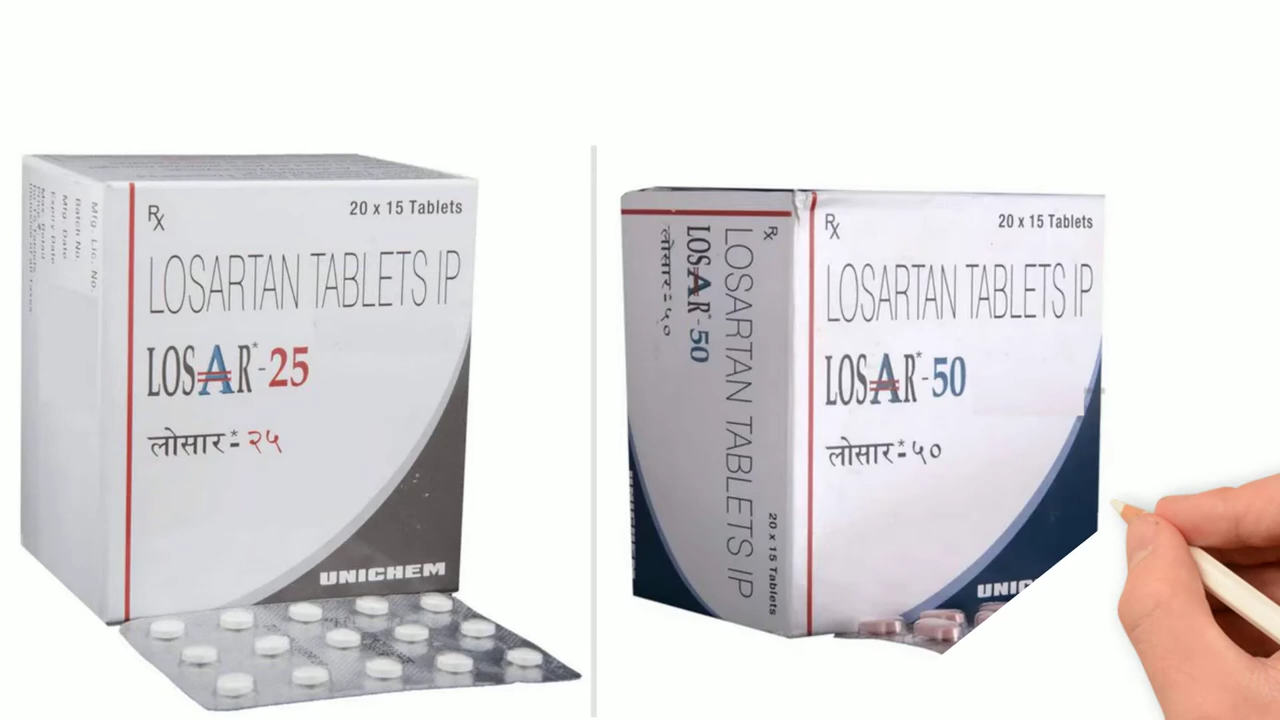 Mfg. Lic. No.
Batch No.
Mfg. Date
Expiry Date
Rx
20 x 15 Tablets
LOSARTAN TABLETS IP
LOSAR*-25
लोसार*-२५
UNICHEM
Rx
LOSARTAN TABLETS IP
LOSAR*-50
लोसार*-५०
20 x 15 Tablets
UNICHEM
Rx
20 x 15 Tablets
LOSARTAN TABLETS IP
LOSAR*-50
लोसार*-५०